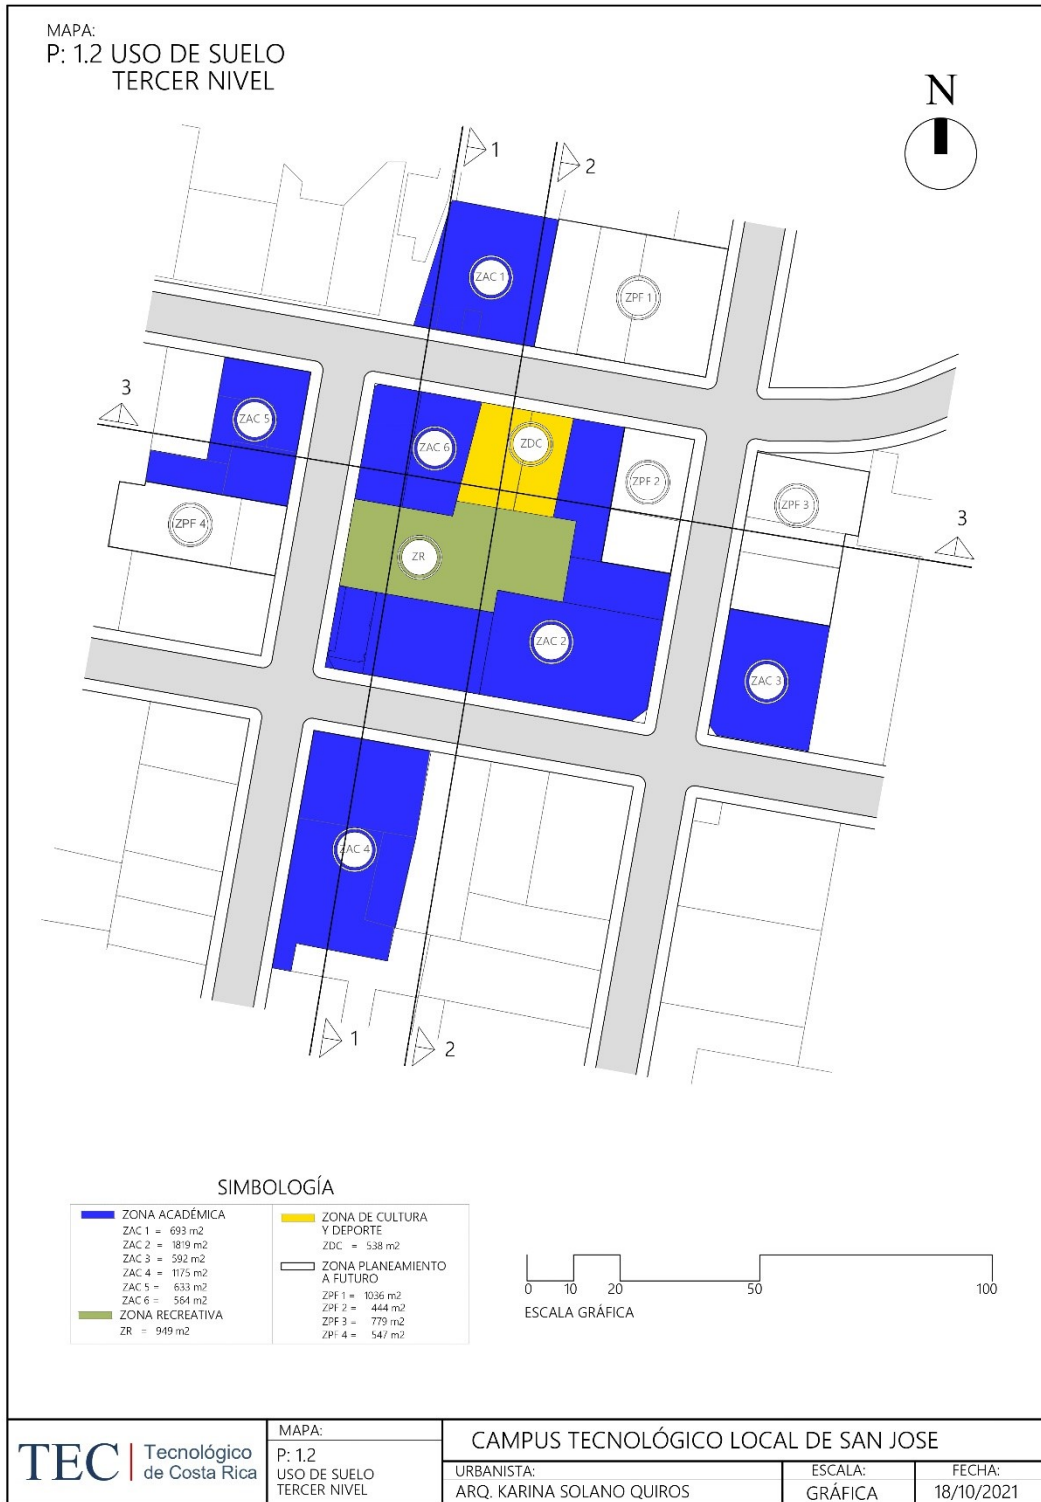 MAPA:
P: 1.2 USO DE SUELO
TERCER NIVEL
N
1
2
ZAC 1
ZPF 1
3
ZAC 5
ZAC 6
ZDC
ZPF 2
ZPF 3
ZPF 4
3
ZR
ZAC 2
ZAC 3
ZAC 4
1
2
SIMBOLOGÍA
ZONA ACADÉMICA
ZAC 1 = 693 m2
ZAC 2 = 1819 m2
ZAC 3 = 592 m2
ZAC 4 = 1175 m2
ZAC 5 = 633 m2
ZAC 6 = 564 m2
ZONA RECREATIVA
ZR = 949 m2
ZONA DE CULTURA
Y DEPORTE
ZDC = 538 m2
ZONA PLANEAMIENTO
A FUTURO
ZPF 1 = 1036 m2
ZPF 2 = 444 m2
ZPF 3 = 779 m2
ZPF 4 = 547 m2
0 10 20 50 100
ESCALA GRÁFICA
TEC | Tecnológico
de Costa Rica
MAPA:
P: 1.2
USO DE SUELO
TERCER NIVEL
CAMPUS TECNOLÓGICO LOCAL DE SAN JOSE
URBANISTA:
ARQ. KARINA SOLANO QUIROS
ESCALA:
GRÁFICA
FECHA:
18/10/2021